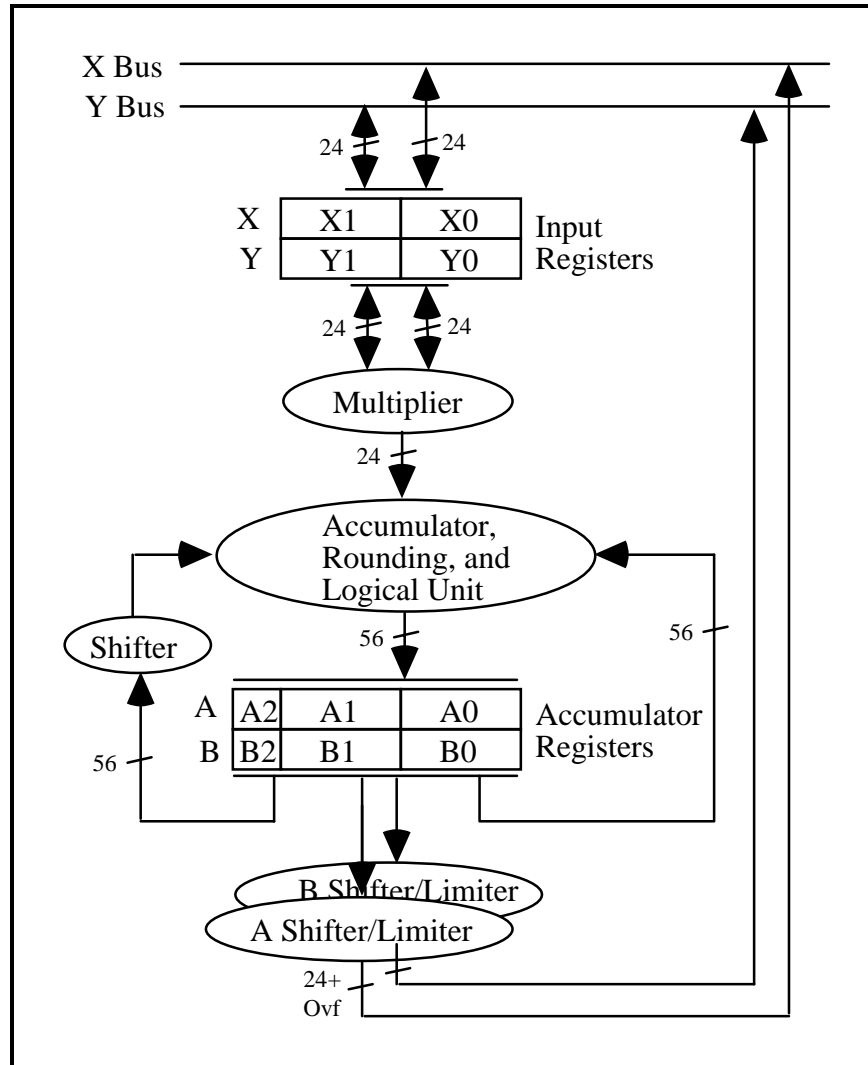 X Bus
Y Bus
24
24
X
X1
X0
Input
Registers
Y
Y1
Y0
24
24
Multiplier
24
Accumulator,
Rounding, and
Logical Unit
Shifter
56
56
A
A2
A1
A0
Accumulator
Registers
B
B2
B1
B0
56
B Shifter/Limiter
A Shifter/Limiter
24+
Ovf